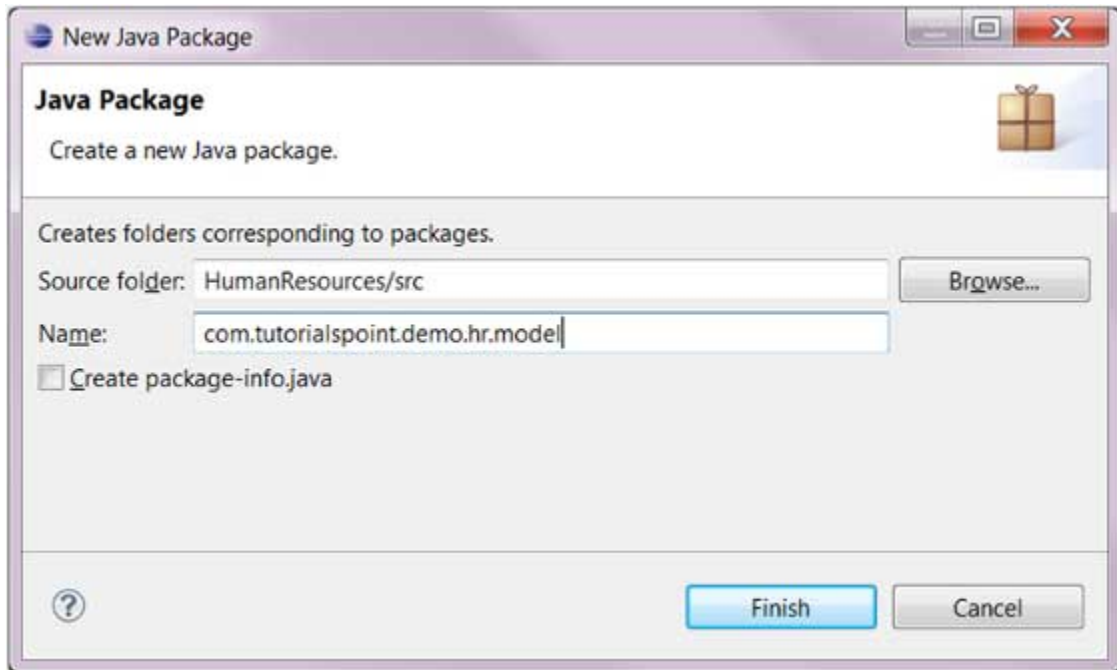 New Java Package
Java Package
Create a new Java package.
Creates folders corresponding to packages.
Source folder: HumanResources/src Browse...
Name: com.tutorialspoint.demo.hr.model
Create package-info.java
? Finish Cancel